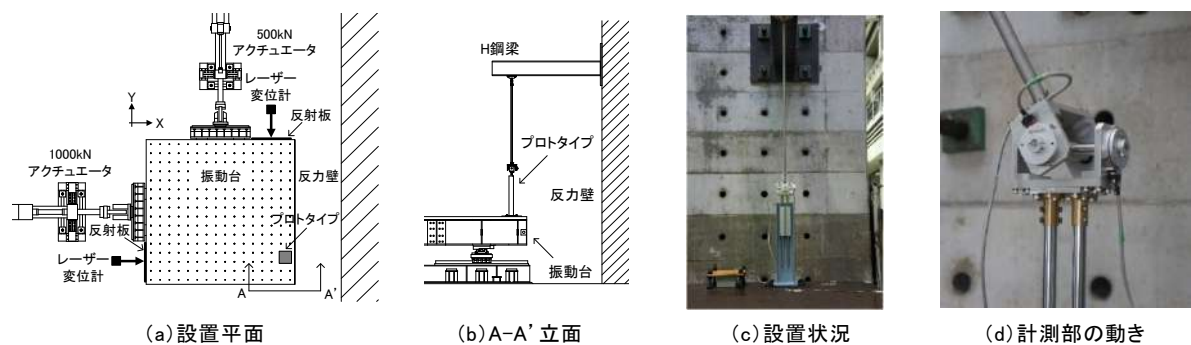 500kN
アクチュエータ
レーザー
変位計
反射板
Y
X
1000kN
アクチュエータ
振動台
反力壁
プロトタイプ
反射板
レーザー
変位計
A
A'
(a)設置平面
H鋼梁
プロトタイプ
反力壁
振動台
(b)A-A'立面
(c)設置状況
(d)計測部の動き